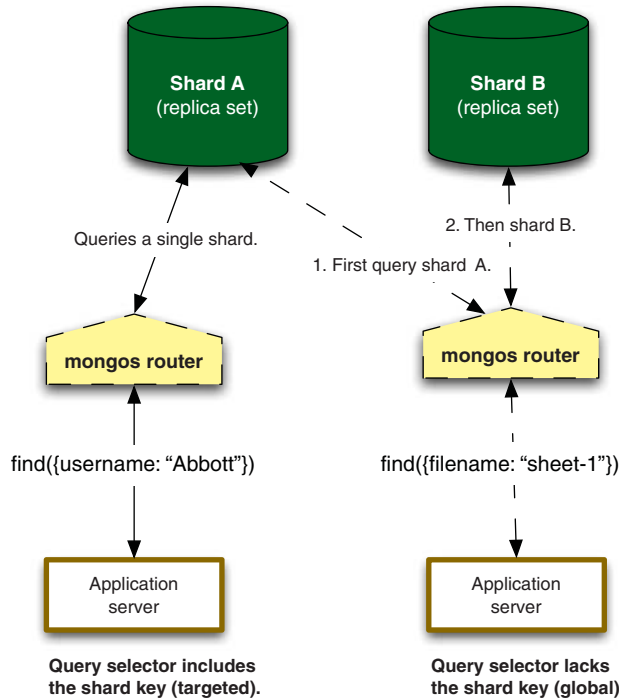 Shard A
(replica set)
Shard B
(replica set)
Queries a single shard.
2. Then shard B.
1. First query shard A.
mongos router
mongos router
find({username: “Abbott”})
find({filename: “sheet-1”})
Application
server
Application
server
Query selector includes
the shard key (targeted).
Query selector lacks
the shard key (global)